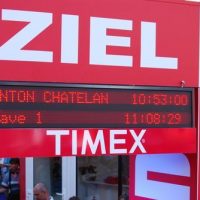 ZIEL
NTON CHATELAN 10:53:00
ave 1 11:08:29
TIMEX